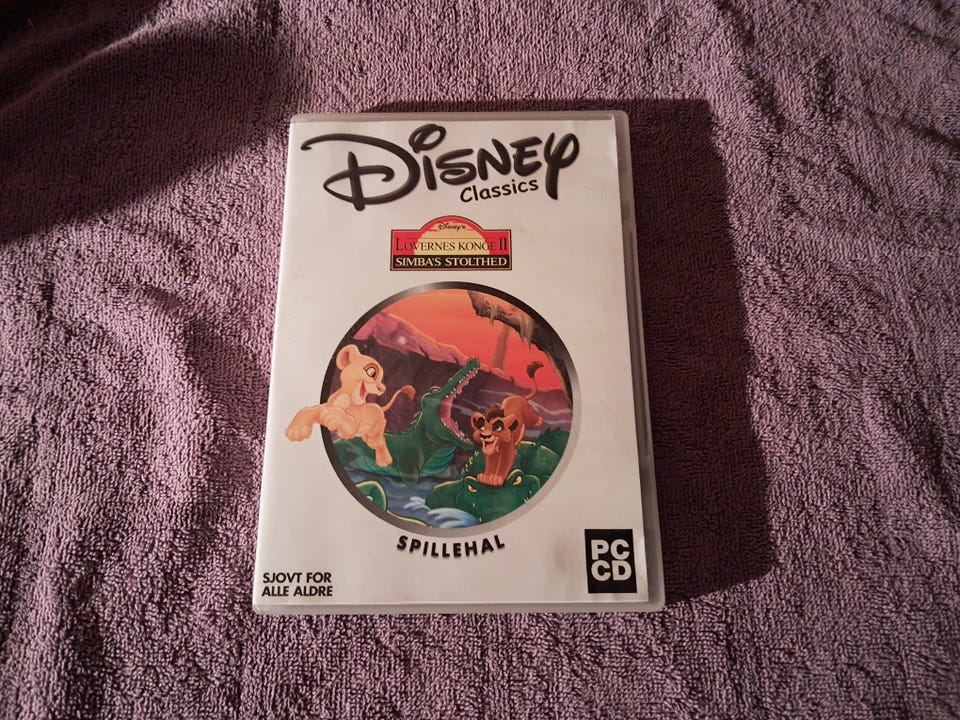 Disney
Classics
Disney's
LØVERNES KONGE II
SIMBA'S STOLTHED
SPILLEHAL
SJOVT FOR
ALLE ALDRE
PC
CD